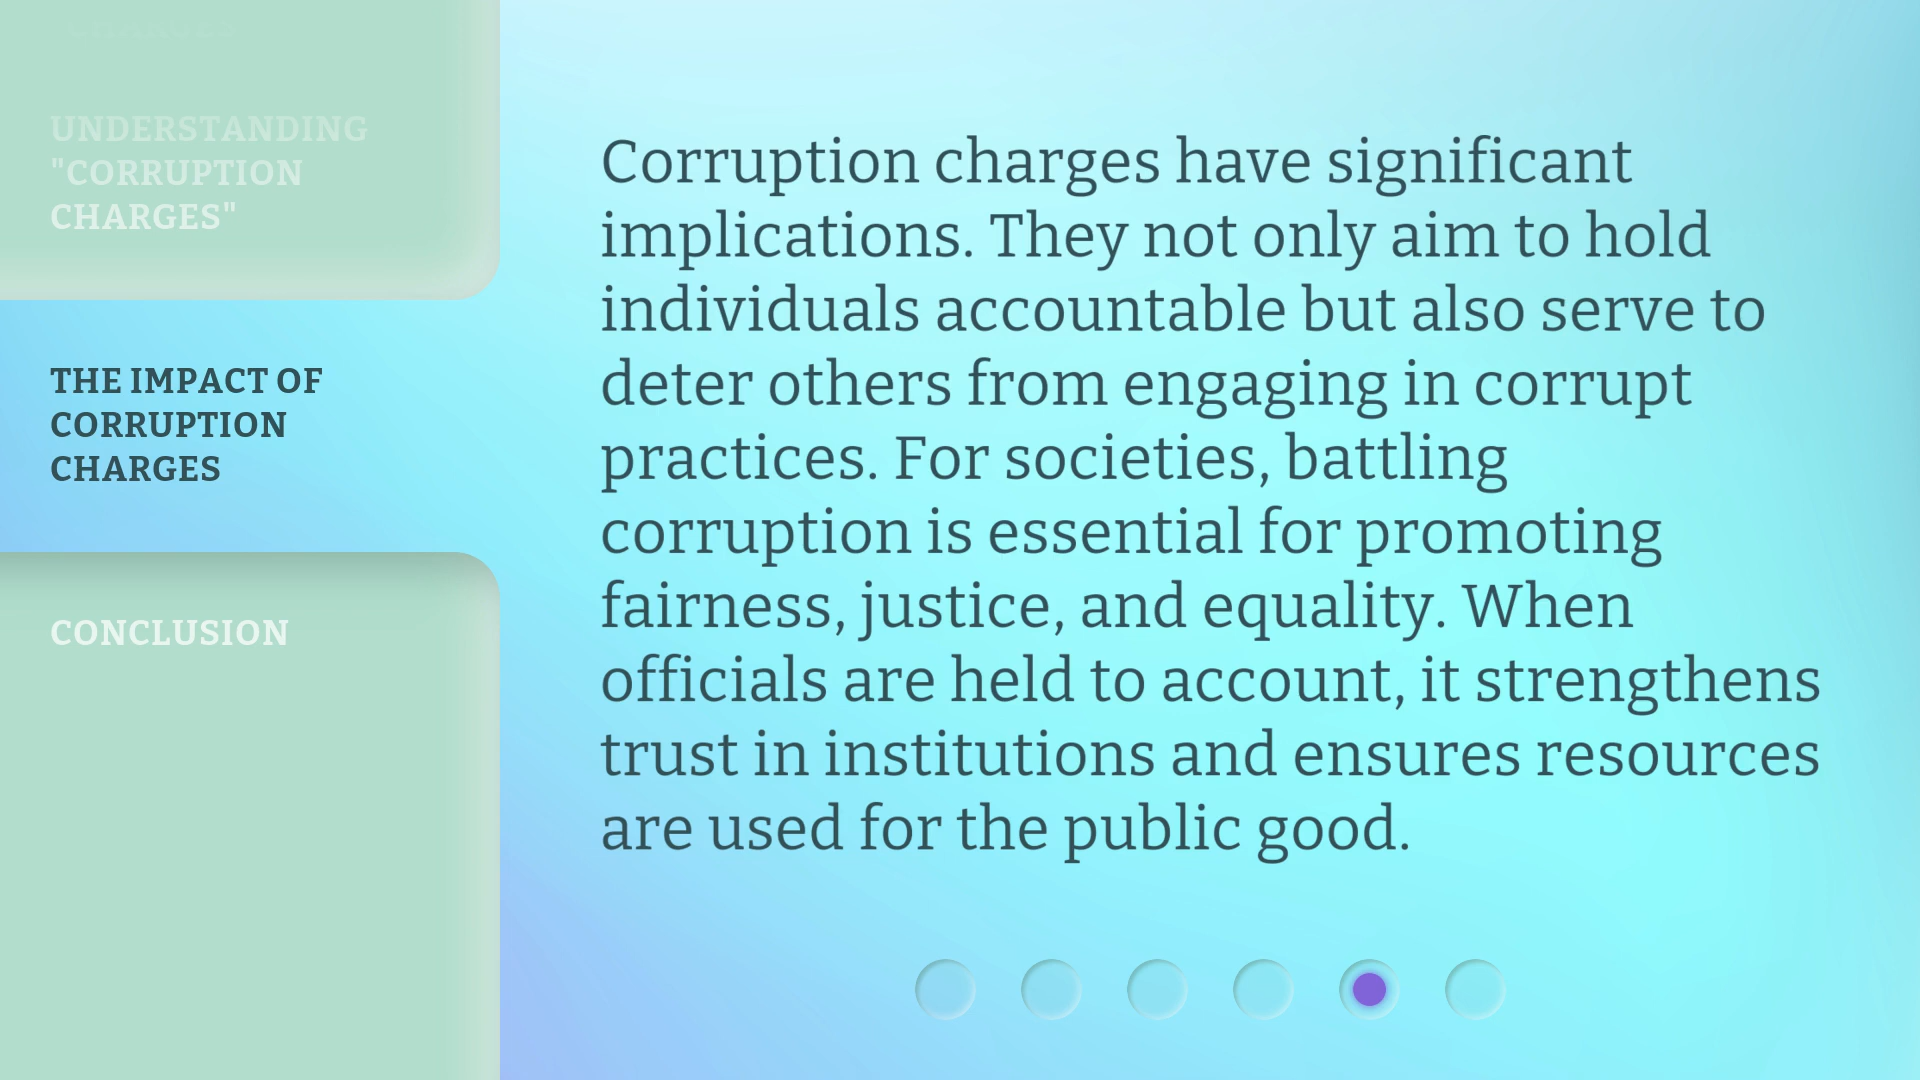 CHARGES
UNDERSTANDING
"CORRUPTION
CHARGES"
THE IMPACT OF
CORRUPTION
CHARGES
CONCLUSION
Corruption charges have significant
implications. They not only aim to hold
individuals accountable but also serve to
deter others from engaging in corrupt
practices. For societies, battling
corruption is essential for promoting
fairness, justice, and equality. When
officials are held to account, it strengthens
trust in institutions and ensures resources
are used for the public good.